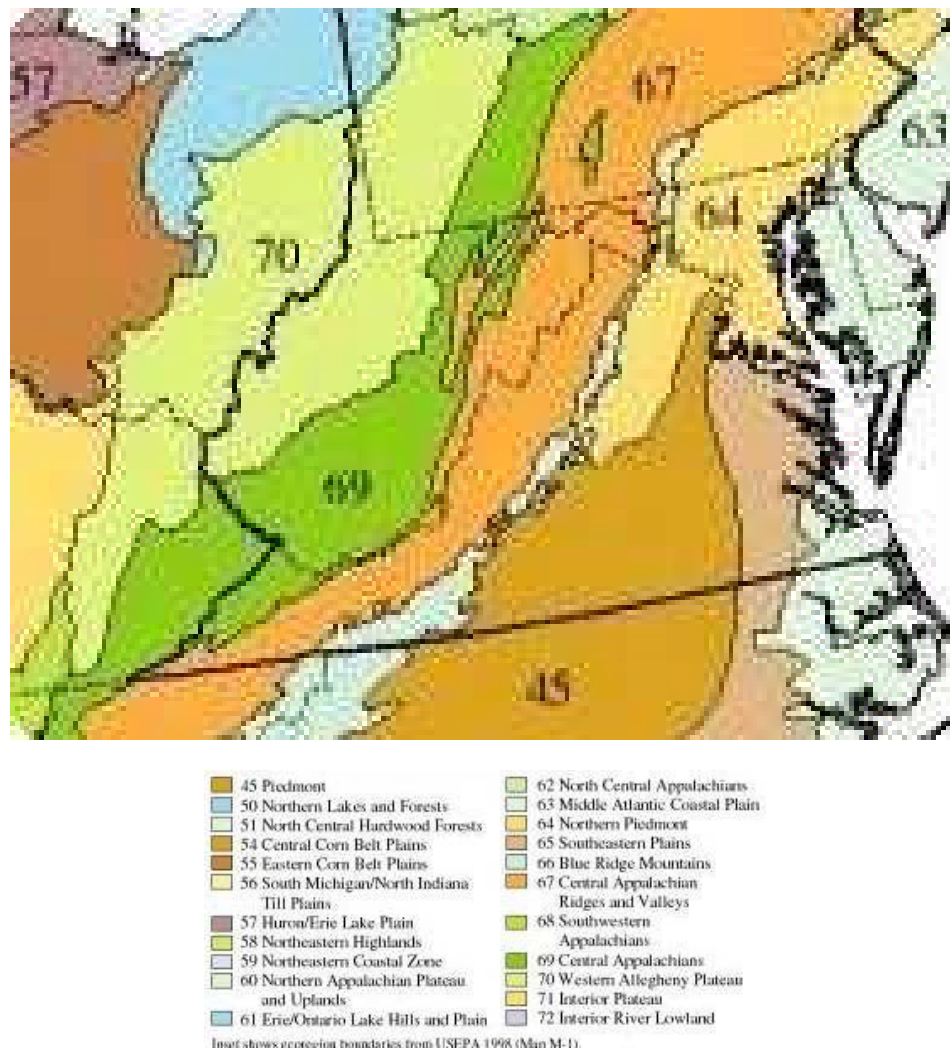 57
67
63
64
70
69
45
45 Piedmont
50 Northern Lakes and Forests
51 North Central Hardwood Forests
54 Central Corn Belt Plains
55 Eastern Corn Belt Plains
56 South Michigan/North Indiana
Till Plains
57 Huron/Erie Lake Plain
58 Northeastern Highlands
59 Northeastern Coastal Zone
60 Northern Appalachian Plateau
and Uplands
61 Erie/Ontario Lake Hills and Plain
62 North Central Appalachians
63 Middle Atlantic Coastal Plain
64 Northern Piedmont
65 Southeastern Plains
66 Blue Ridge Mountains
67 Central Appalachian
Ridges and Valleys
68 Southwestern
Appalachians
69 Central Appalachians
70 Western Allegheny Plateau
71 Interior Plateau
72 Interior River Lowland
Inset shows ecoregion boundaries from USEPA 1998 (Map M-1).